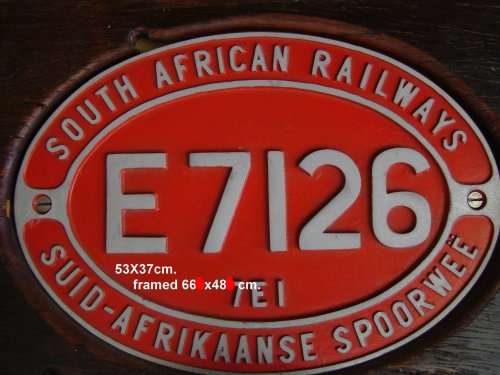 SOUTH AFRICAN RAILWAYS
E7126
53X37cm.
framed 66 x48 cm.
7E1
SUID-AFRIKAANSE SPOORWEË